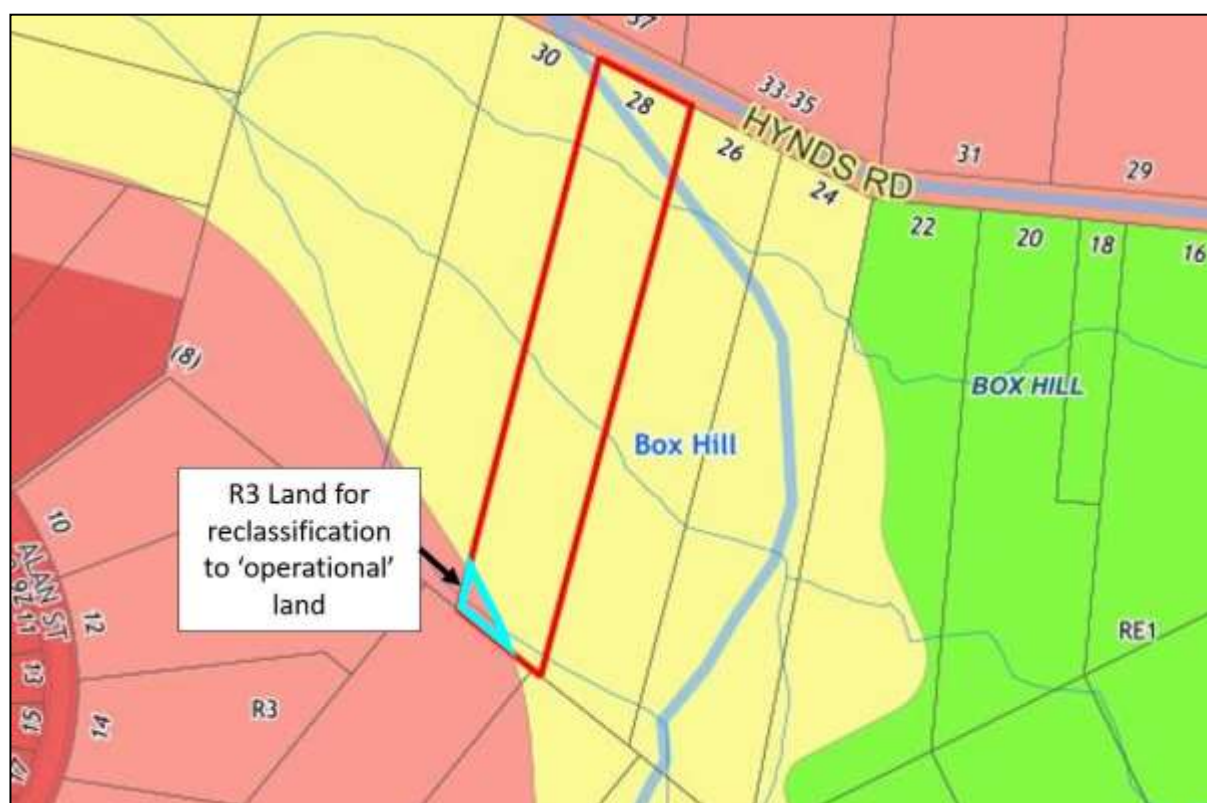 37
30
28
33-35
HYNDS RD
26
24
31
29
22
20
18
16
(8)
BOX HILL
Box Hill
R3 Land for
reclassification
to ‘operational’
land
10
ALAN ST
12
11
13
15
14
R3
RE1